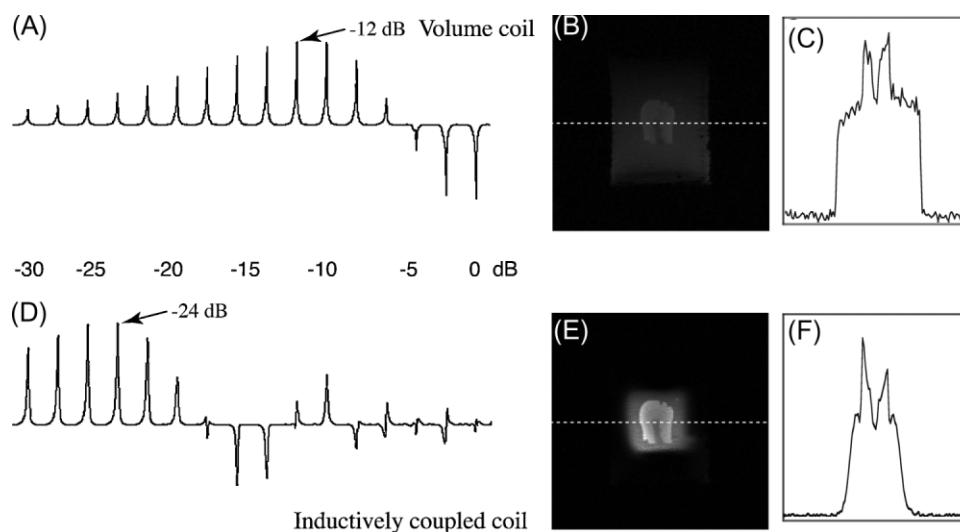 (A)
-12 dB
Volume coil
(B)
(C)
-30 -25 -20 -15 -10 -5 0 dB
(D)
-24 dB
(E)
(F)
Inductively coupled coil